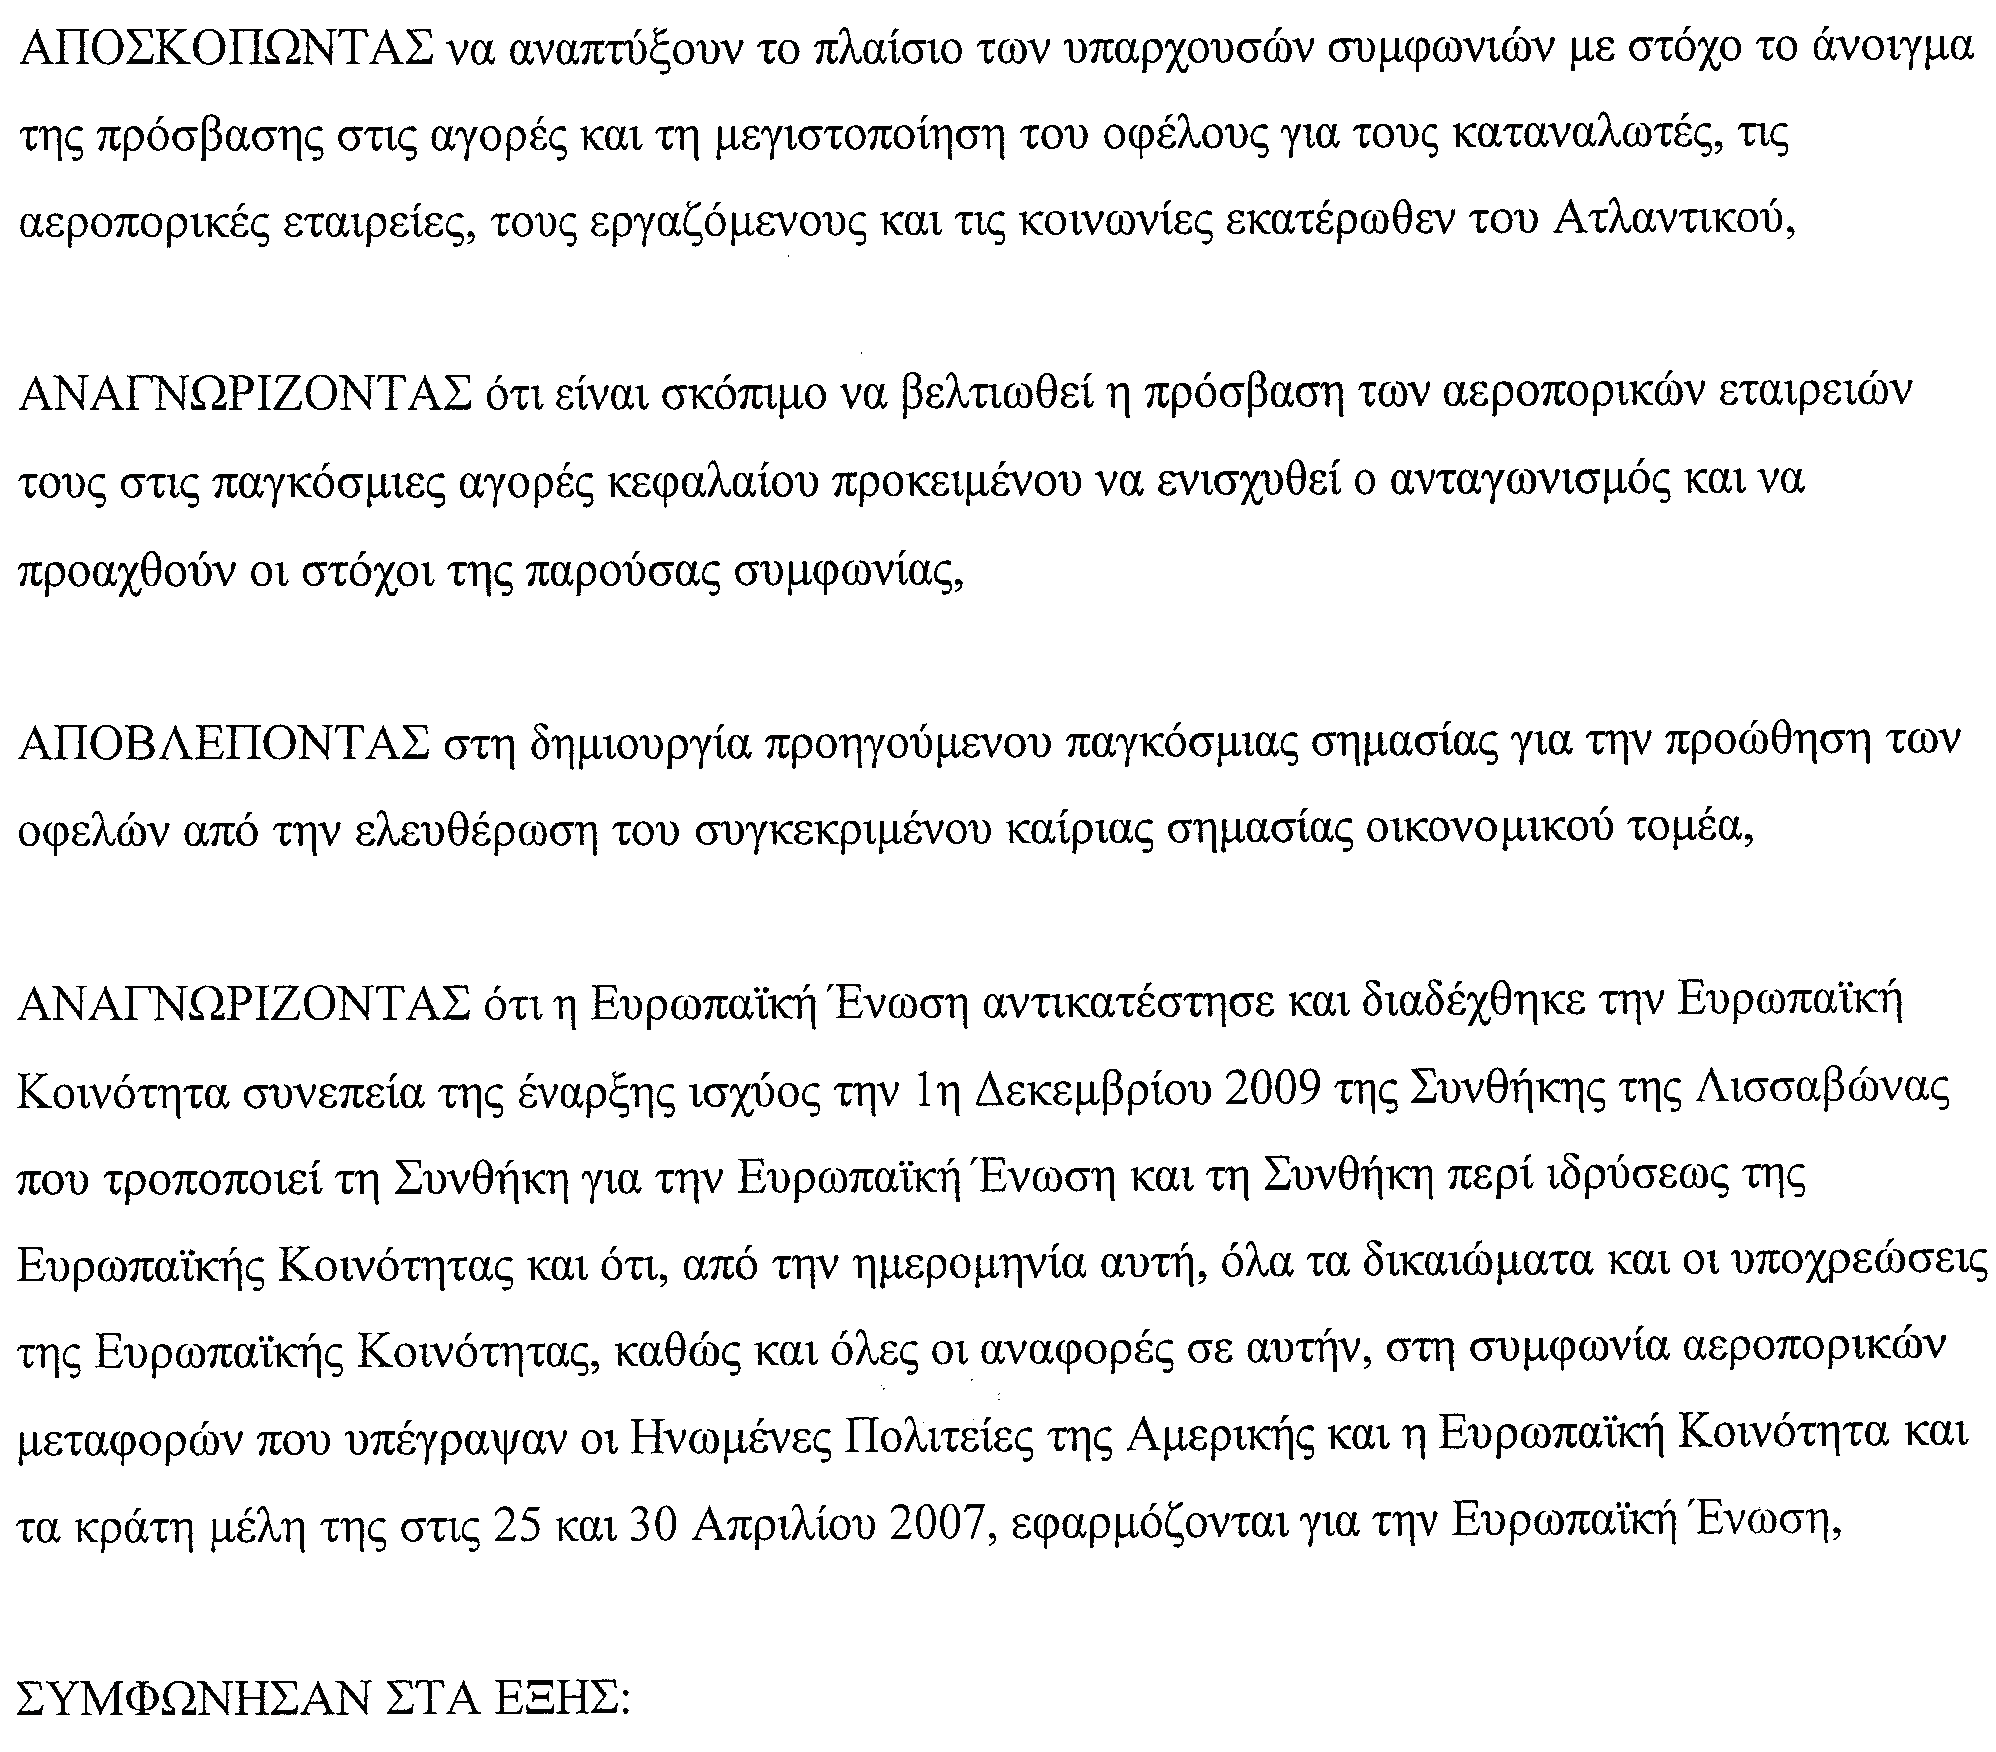 ΑΠΟΣΚΟΠΩΝΤΑΣ να αναπτύξουν το πλαίσιο των υπαρχουσών συμφωνιών με στόχο το άνοιγμα
της πρόσβασης στις αγορές και τη μεγιστοποίηση του οφέλους για τους καταναλωτές, τις
αεροπορικές εταιρείες, τους εργαζόμενους και τις κοινωνίες εκατέρωθεν του Ατλαντικού,
ΑΝΑΓΝΩΡΙΖΟΝΤΑΣ ότι είναι σκόπιμο να βελτιωθεί η πρόσβαση των αεροπορικών εταιρειών
τους στις παγκόσμιες αγορές κεφαλαίου προκειμένου να ενισχυθεί ο ανταγωνισμός και να
προαχθούν οι στόχοι της παρούσας συμφωνίας,
ΑΠΟΒΛΕΠΟΝΤΑΣ στη δημιουργία προηγούμενου παγκόσμιας σημασίας για την προώθηση των
οφελών από την ελευθέρωση του συγκεκριμένου καίριας σημασίας οικονομικού τομέα,
ΑΝΑΓΝΩΡΙΖΟΝΤΑΣ ότι η Ευρωπαϊκή Ένωση αντικατέστησε και διαδέχθηκε την Ευρωπαϊκή
Κοινότητα συνεπεία της έναρξης ισχύος την 1η Δεκεμβρίου 2009 της Συνθήκης της Λισσαβώνας
που τροποποιεί τη Συνθήκη για την Ευρωπαϊκή Ένωση και τη Συνθήκη περί ιδρύσεως της
Ευρωπαϊκής Κοινότητας και ότι, από την ημερομηνία αυτή, όλα τα δικαιώματα και οι υποχρεώσεις
της Ευρωπαϊκής Κοινότητας, καθώς και όλες οι αναφορές σε αυτήν, στη συμφωνία αεροπορικών
μεταφορών που υπέγραψαν οι Ηνωμένες Πολιτείες της Αμερικής και η Ευρωπαϊκή Κοινότητα και
τα κράτη μέλη της στις 25 και 30 Απριλίου 2007, εφαρμόζονται για την Ευρωπαϊκή Ένωση,
ΣΥΜΦΩΝΗΣΑΝ ΣΤΑ ΕΞΗΣ: